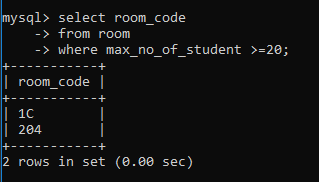 mysql> select room_code
    -> from room
    -> where max_no_of_student >=20;
+-----------+
| room_code |
+-----------+
| 1C        |
| 204       |
+-----------+
2 rows in set (0.00 sec)